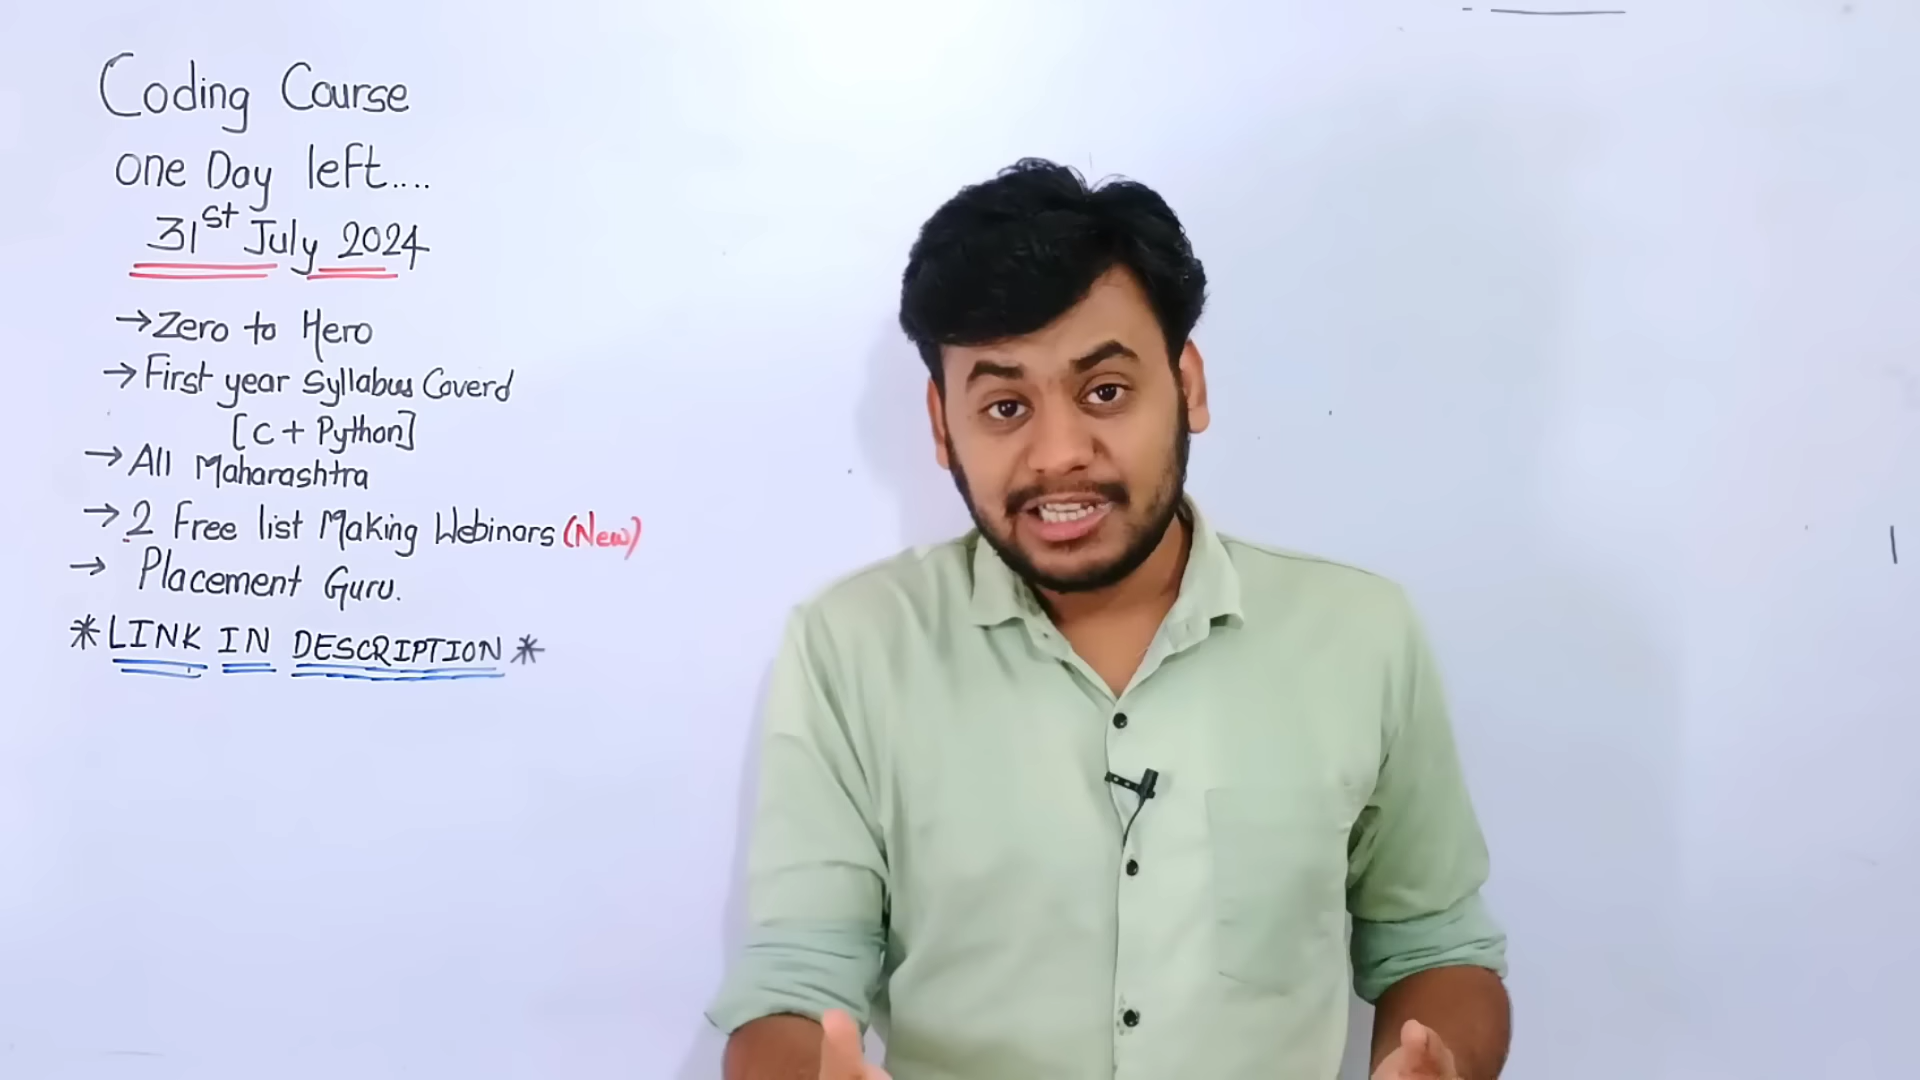 Coding Course
one Day left....
31st July 2024
→ Zero to Hero
→ First year Syllabus Coverd
[C + Python]
→ All Maharashtra
→ 2 Free list Making Webinars (New)
→ Placement Guru.
* LINK IN DESCRIPTION *